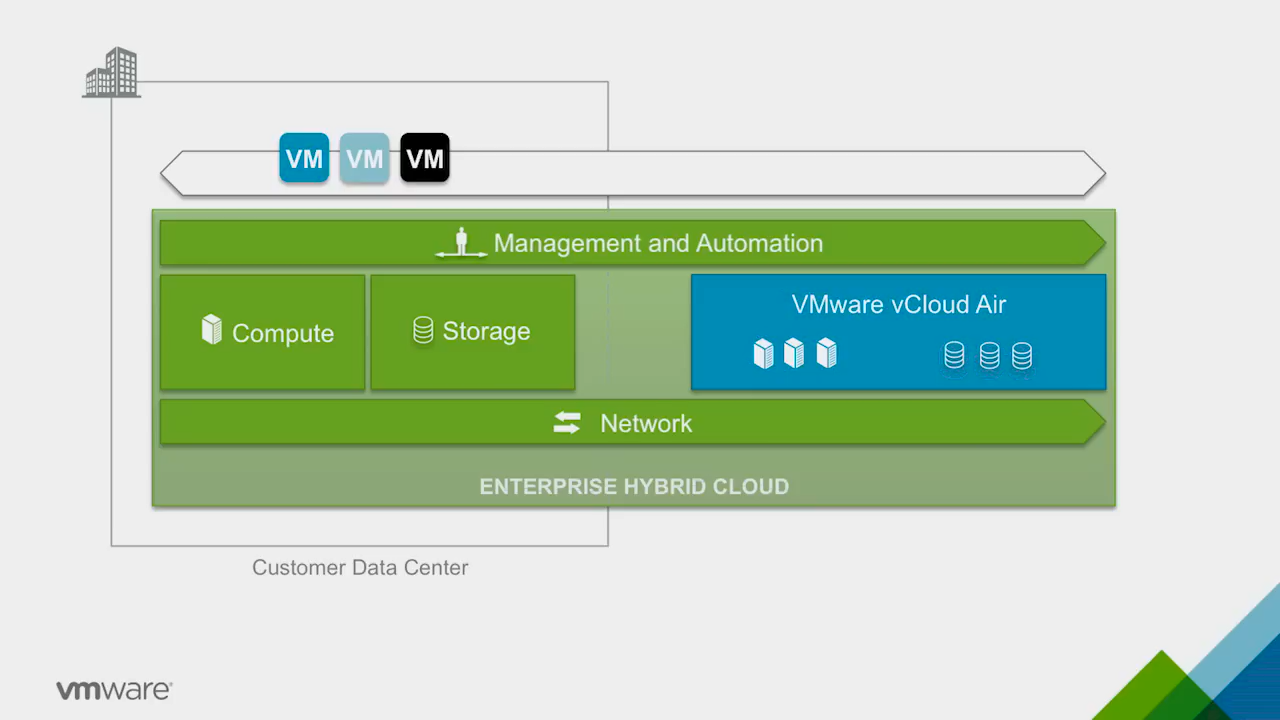 VM VM VM
Management and Automation
Compute
Storage
VMware vCloud Air
Network
ENTERPRISE HYBRID CLOUD
Customer Data Center
vmware®